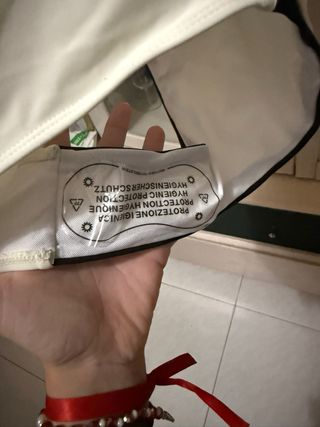 PROTEZIONE IGIENICA
PROTECTION HYGIENIQUE
HYGIENIC PROTECTION
HYGIENISCHER SCHUTZ